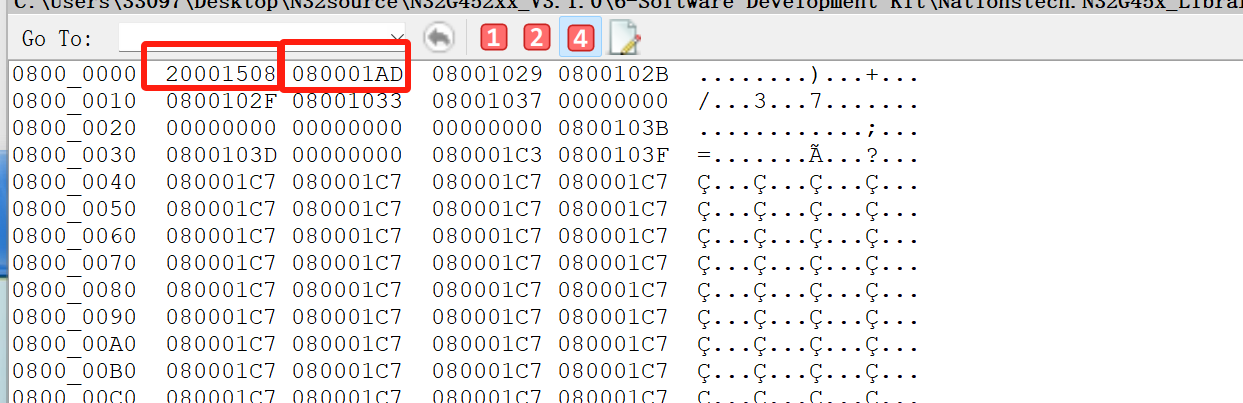 C:\Users\33097\Desktop\N32source\N32G452xx_V3.1.0\6-Software Development Kit\Nationstech.N32G45x_Librar
Go To: 1 2 4
0800_0000 20001508 080001AD 08001029 0800102B ........)...+...
0800_0010 0800102F 08001033 08001037 00000000 /...3...7.......
0800_0020 00000000 00000000 00000000 0800103B ............;...
0800_0030 0800103D 00000000 080001C3 0800103F =.......Ã...?...
0800_0040 080001C7 080001C7 080001C7 080001C7 Ç...Ç...Ç...Ç...
0800_0050 080001C7 080001C7 080001C7 080001C7 Ç...Ç...Ç...Ç...
0800_0060 080001C7 080001C7 080001C7 080001C7 Ç...Ç...Ç...Ç...
0800_0070 080001C7 080001C7 080001C7 080001C7 Ç...Ç...Ç...Ç...
0800_0080 080001C7 080001C7 080001C7 080001C7 Ç...Ç...Ç...Ç...
0800_0090 080001C7 080001C7 080001C7 080001C7 Ç...Ç...Ç...Ç...
0800_00A0 080001C7 080001C7 080001C7 080001C7 Ç...Ç...Ç...Ç...
0800_00B0 080001C7 080001C7 080001C7 080001C7 Ç...Ç...Ç...Ç...
0800_00C0 080001C7 080001C7 080001C7 080001C7 Ç...Ç...Ç...Ç...